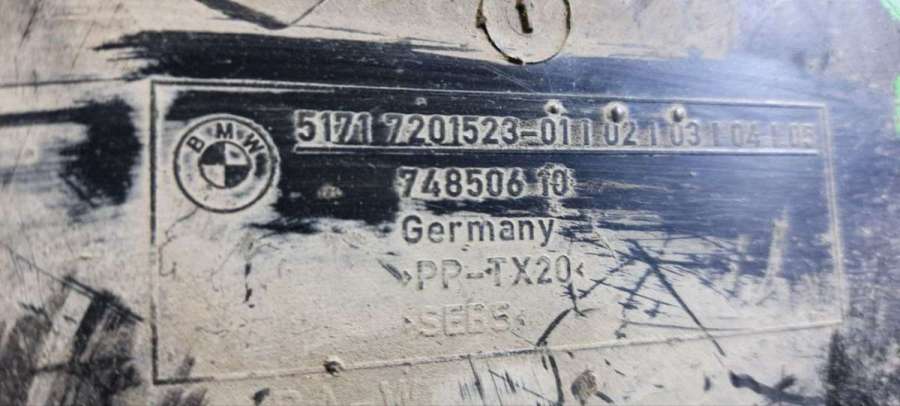 BMW
5171 7201523-01 | 02 | 03 | 04 | 05
748506 10
Germany
>PP-TX20<
>SEBS<